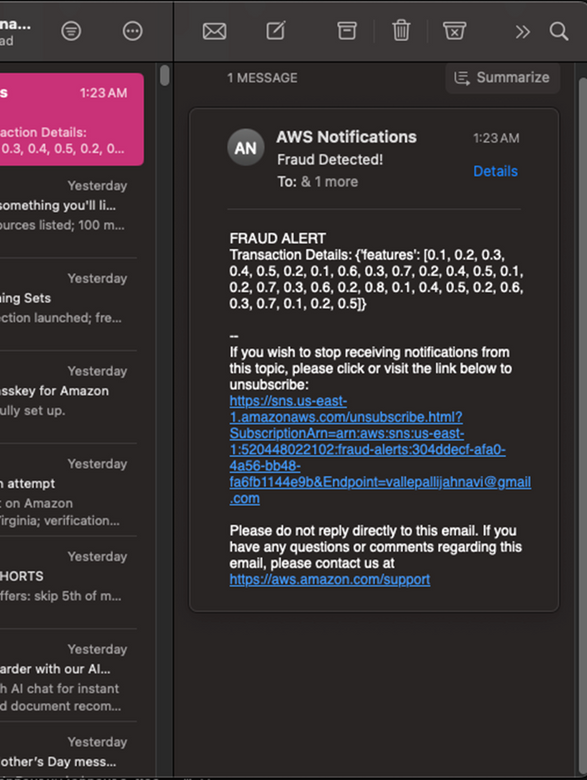 na...
ad
s
1:23 AM
action Details:
0.3, 0.4, 0.5, 0.2, 0...
Yesterday
something you'll li...
urces listed; 100 m...
Yesterday
ning Sets
ection launched; fre...
Yesterday
sskey for Amazon
ully set up.
Yesterday
n attempt
t on Amazon
irginia; verification...
Yesterday
HORTS
ffers: skip 5th of m...
Yesterday
arder with our AI...
h AI chat for instant
d document recom...
Yesterday
other's Day mess...
1 MESSAGE
Summarize
AN
AWS Notifications
1:23 AM
Fraud Detected!
Details
To: & 1 more
FRAUD ALERT
Transaction Details: {'features': [0.1, 0.2, 0.3,
0.4, 0.5, 0.2, 0.1, 0.6, 0.3, 0.7, 0.2, 0.4, 0.5, 0.1,
0.2, 0.7, 0.3, 0.6, 0.2, 0.8, 0.1, 0.4, 0.5, 0.2, 0.6,
0.3, 0.7, 0.1, 0.2, 0.5]}
--
If you wish to stop receiving notifications from
this topic, please click or visit the link below to
unsubscribe:
https://sns.us-east-
1.amazonaws.com/unsubscribe.html?
SubscriptionArn=arn:aws:sns:us-east-
1:520448022102:fraud-alerts:304ddecf-afa0-
4a56-bb48-
fa6fb1144e9b&Endpoint=vallepallijahnavi@gmail
.com
Please do not reply directly to this email. If you
have any questions or comments regarding this
email, please contact us at
https://aws.amazon.com/support